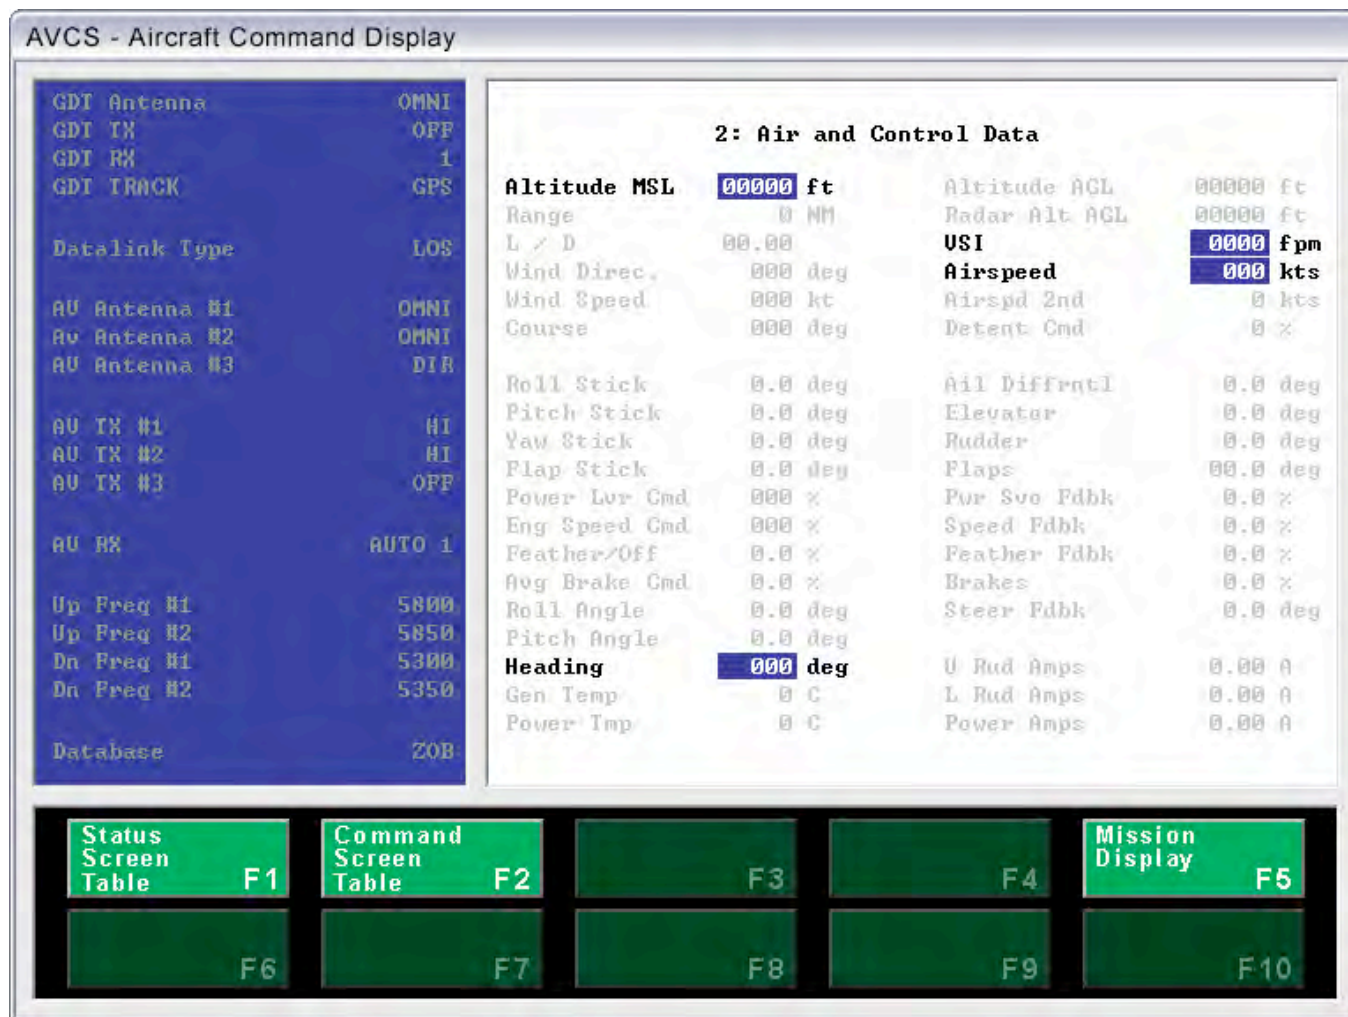 AVCS - Aircraft Command Display
GDT Antenna OMNI
GDT TX OFF
GDT RX 1
GDT TRACK GPS
Datalink Type LOS
AV Antenna #1 OMNI
Av Antenna #2 OMNI
AV Antenna #3 DIR
AV TX #1 HI
AV TX #2 HI
AV TX #3 OFF
AV RX AUTO 1
Up Freq #1 5800
Up Freq #2 5850
Dn Freq #1 5300
Dn Freq #2 5350
Database ZOB
2: Air and Control Data
Altitude MSL 00000 ft
Range 0 NM
L / D 00.00
Wind Direc. 000 deg
Wind Speed 000 kt
Course 000 deg
Roll Stick 0.0 deg
Pitch Stick 0.0 deg
Yaw Stick 0.0 deg
Flap Stick 0.0 deg
Power Lvr Cmd 000 %
Eng Speed Cmd 000 %
Feather/Off 0.0 %
Avg Brake Cmd 0.0 %
Roll Angle 0.0 deg
Pitch Angle 0.0 deg
Heading 000 deg
Gen Temp 0 C
Power Tmp 0 C
Altitude AGL 00000 ft
Radar Alt AGL 00000 ft
VSI 0000 fpm
Airspeed 000 kts
Airspd 2nd 0 kts
Detent Cmd 0 %
Ail Diffrntl 0.0 deg
Elevator 0.0 deg
Rudder 0.0 deg
Flaps 00.0 deg
Pwr Svo Fdbk 0.0 %
Speed Fdbk 0.0 %
Feather Fdbk 0.0 %
Brakes 0.0 %
Steer Fdbk 0.0 deg
U Rud Amps 0.00 A
L Rud Amps 0.00 A
Power Amps 0.00 A
Status
Screen
Table F1
Command
Screen
Table F2
F3
F4
Mission
Display
F5
F6
F7
F8
F9
F10